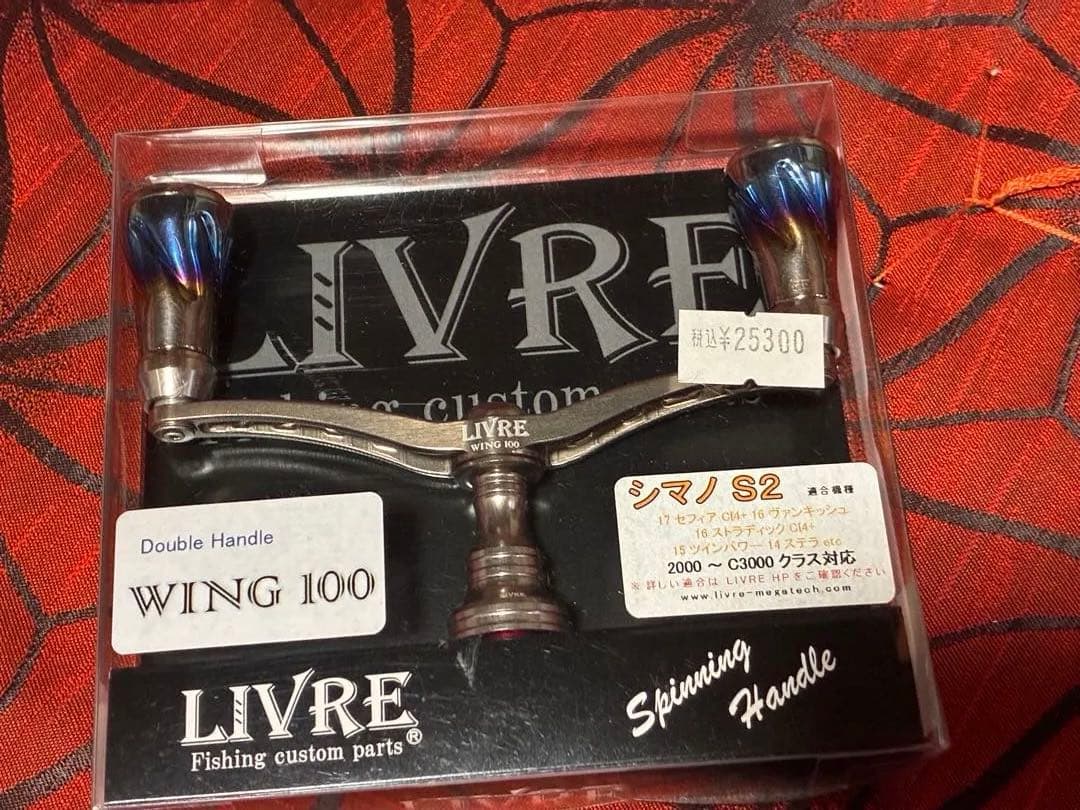 LIVRE
Fishing custom parts
税込¥25300
LIVRE
WING 100
シマノ S2 適合機種
17 セフィア CI4+ 16 ヴァンキッシュ
16 ストラディック CI4+
15 ツインパワー 14 ステラ etc
2000 ～ C3000 クラス対応
※ 詳しい適合は LIVRE HP をご確認ください
www.livre-megatech.com
Double Handle
WING 100
LIVRE
Fishing custom parts®
Spinning
Handle